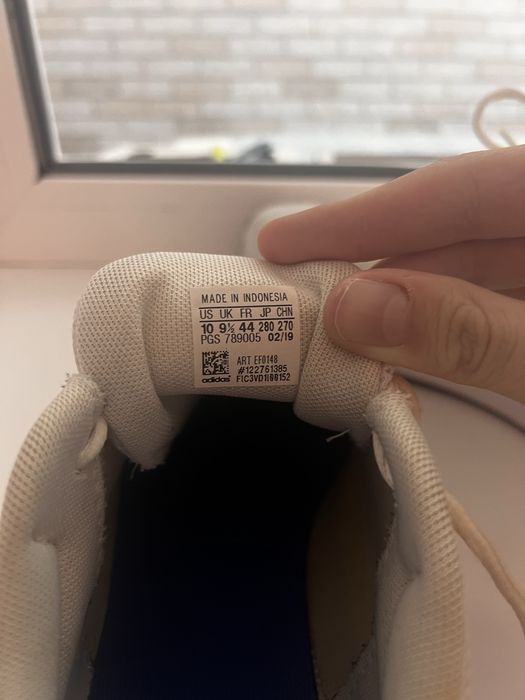 MADE IN INDONESIA
US UK FR JP CHN
10 9½ 44 280 270
PGS 789005 02/19
ART EF0148
#122761385
F1C3VD1I00152
adidas